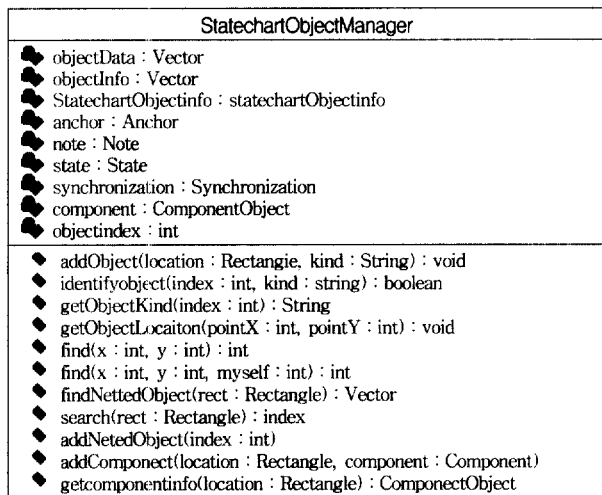 StatechartObjectManager
objectData : Vector
objectInfo : Vector
StatechartObjectinfo : statechartObjectinfo
anchor : Anchor
note : Note
state : State
synchronization : Synchronization
component : ComponentObject
objectindex : int
addObject(location : Rectangie, kind : String) : void
identifyobject(index : int, kind : string) : boolean
getObjectKind(index : int) : String
getObjectLocaiton(pointX : int, pointY : int) : void
find(x : int, y : int) : int
find(x : int, y : int, myself : int) : int
findNettedObject(rect : Rectangle) : Vector
search(rect : Rectangle) : index
addNetedObject(index : int)
addComponect(location : Rectangle, component : Component)
getcomponentinfo(location : Rectangle) : ComponectObject